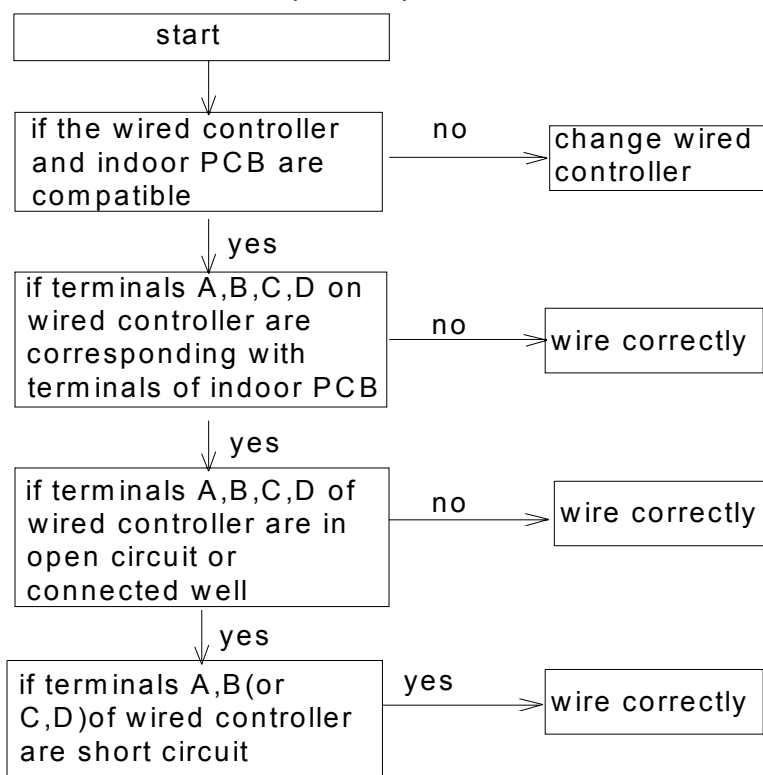 start
if the wired controller
and indoor PCB are
compatible
no
change wired
controller
yes
if terminals A,B,C,D on
wired controller are
corresponding with
terminals of indoor PCB
no
wire correctly
yes
if terminals A,B,C,D of
wired controller are in
open circuit or
connected well
no
wire correctly
yes
if terminals A,B(or
C,D)of wired controller
are short circuit
yes
wire correctly